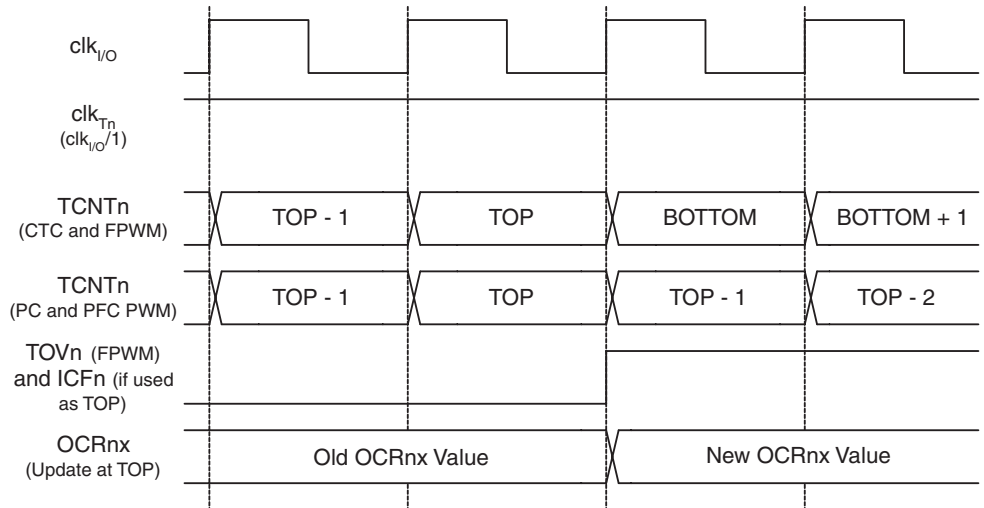 clkI/O
clkTn
(clkI/O/1)
TCNTn
(CTC and FPWM)
TOP - 1
TOP
BOTTOM
BOTTOM + 1
TCNTn
(PC and PFC PWM)
TOP - 1
TOP
TOP - 1
TOP - 2
TOVn (FPWM)
and ICFn (if used
as TOP)
OCRnx
(Update at TOP)
Old OCRnx Value
New OCRnx Value